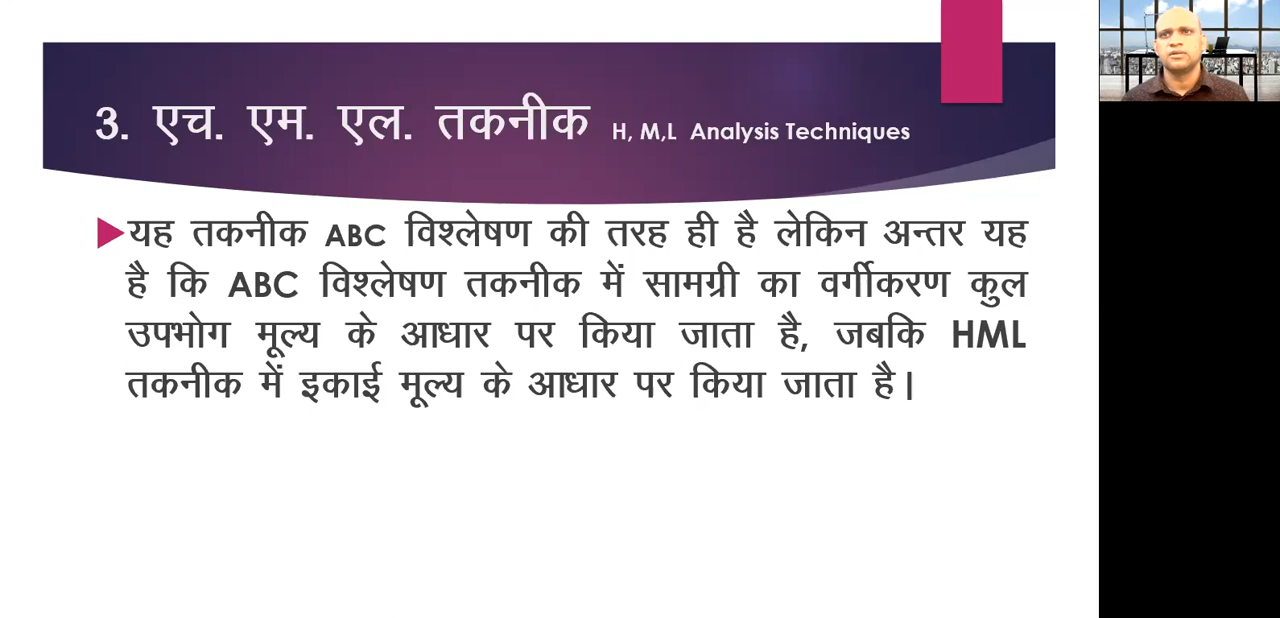 3. एच. एम. एल. तकनीक H, M,L Analysis Techniques
यह तकनीक ABC विश्लेषण की तरह ही है लेकिन अन्तर यह
है कि ABC विश्लेषण तकनीक में सामग्री का वर्गीकरण कुल
उपभोग मूल्य के आधार पर किया जाता है, जबकि HML
तकनीक में इकाई मूल्य के आधार पर किया जाता है।